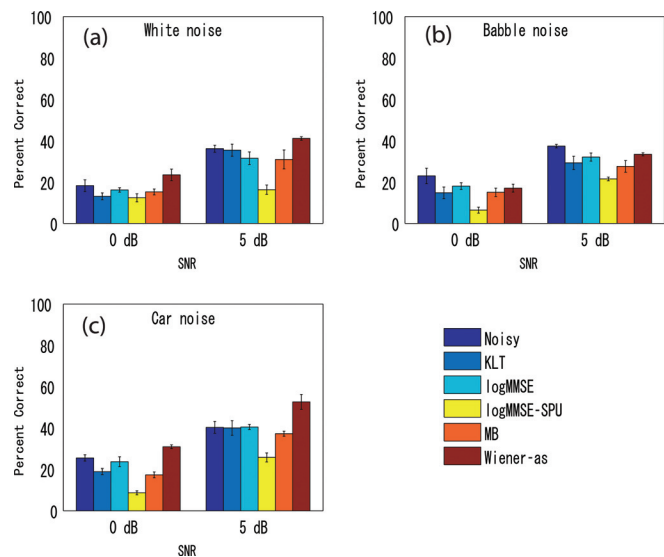 (a)
White noise
Percent Correct
100
80
60
40
20
0
0 dB
5 dB
SNR
(b)
Babble noise
Percent Correct
100
80
60
40
20
0
0 dB
5 dB
SNR
(c)
Car noise
Percent Correct
100
80
60
40
20
0
0 dB
5 dB
SNR
Noisy
KLT
logMMSE
logMMSE-SPU
MB
Wiener-as